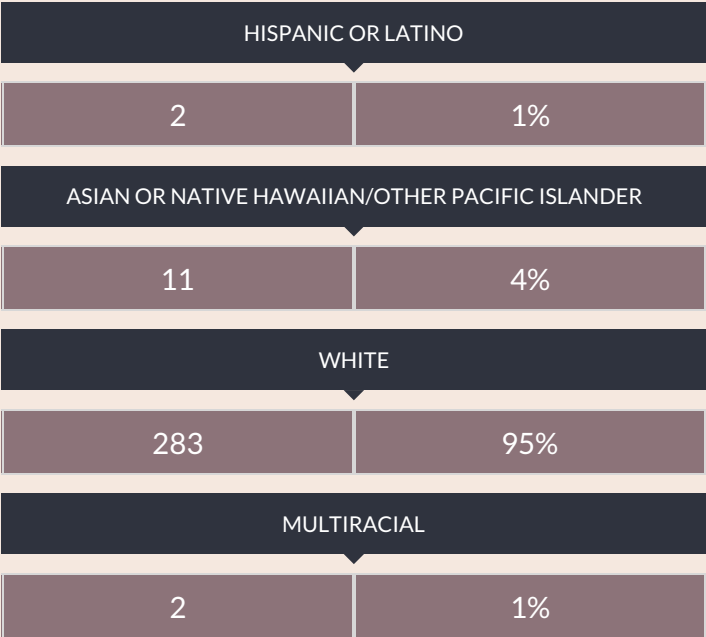 HISPANIC OR LATINO
2 1%
ASIAN OR NATIVE HAWAIIAN/OTHER PACIFIC ISLANDER
11 4%
WHITE
283 95%
MULTIRACIAL
2 1%